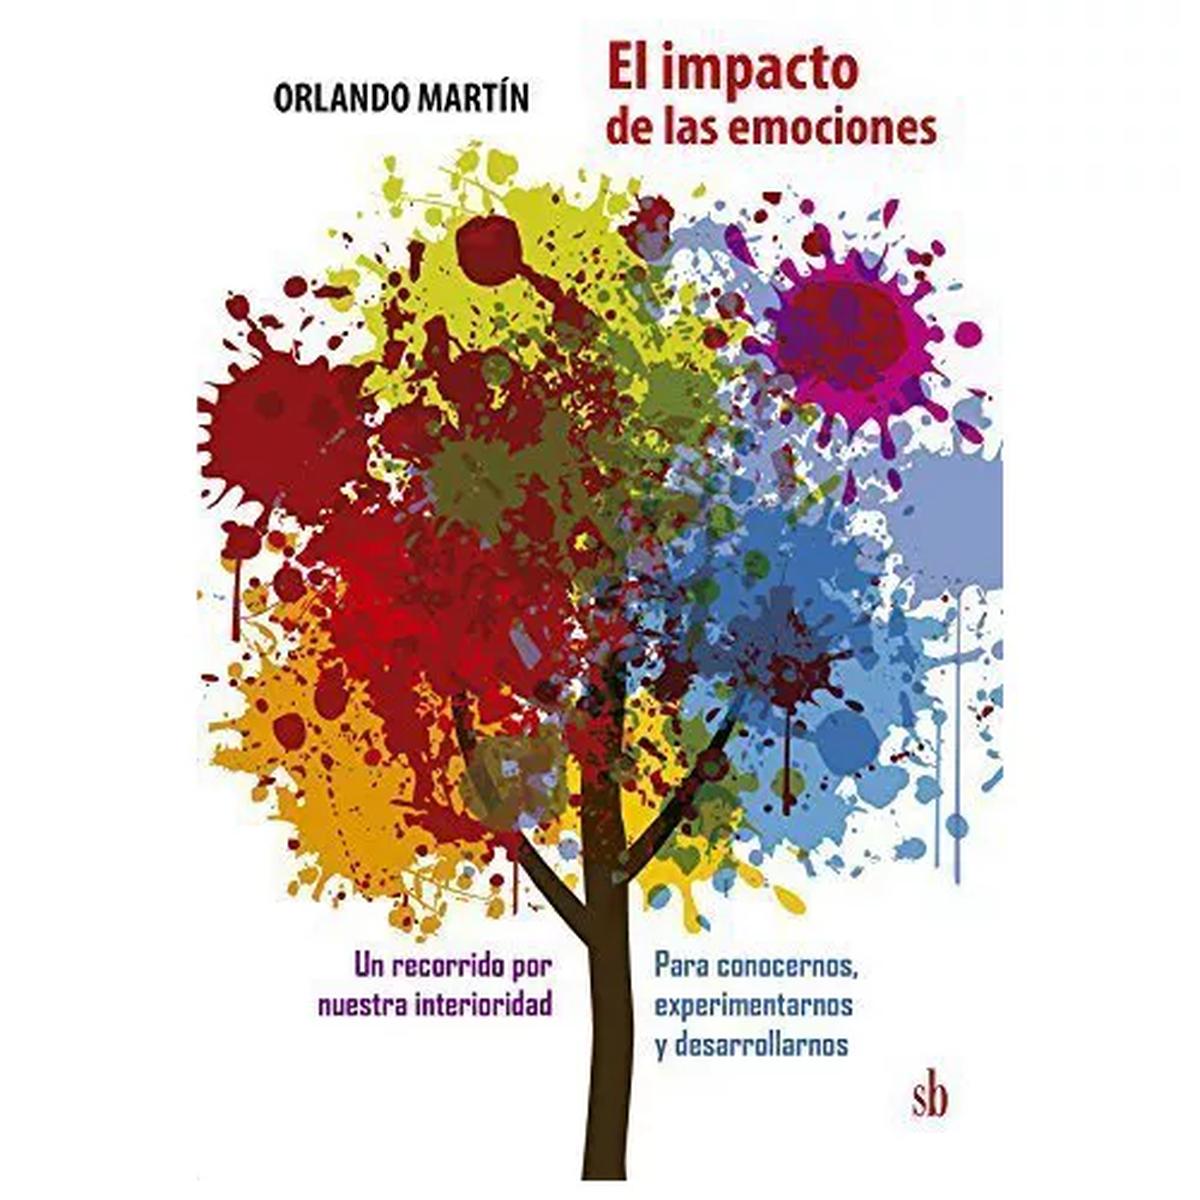 ORLANDO MARTÍN
El impacto
de las emociones
Un recorrido por
nuestra interioridad
Para conocernos,
experimentarnos
y desarrollarnos
sb